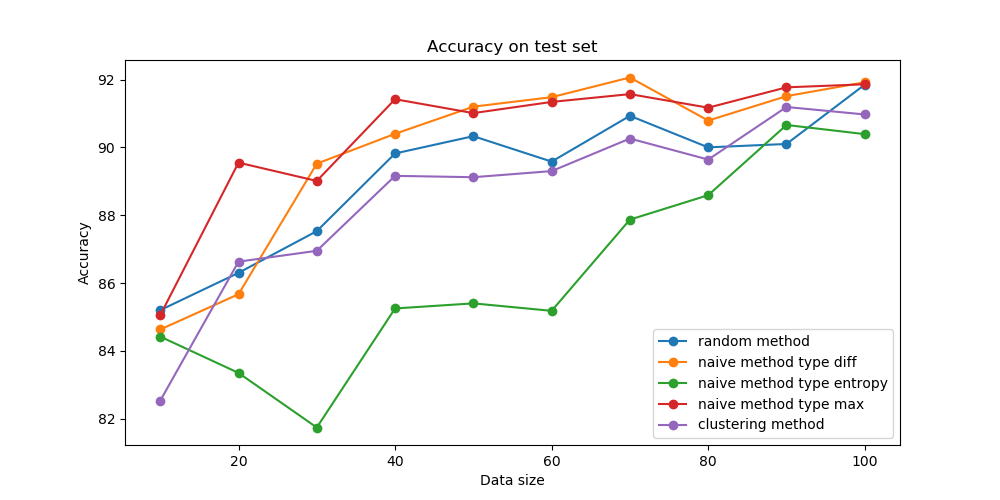 Accuracy on test set
92
90
88
86
84
82
Accuracy
20
40
60
80
100
Data size
random method
naive method type diff
naive method type entropy
naive method type max
clustering method